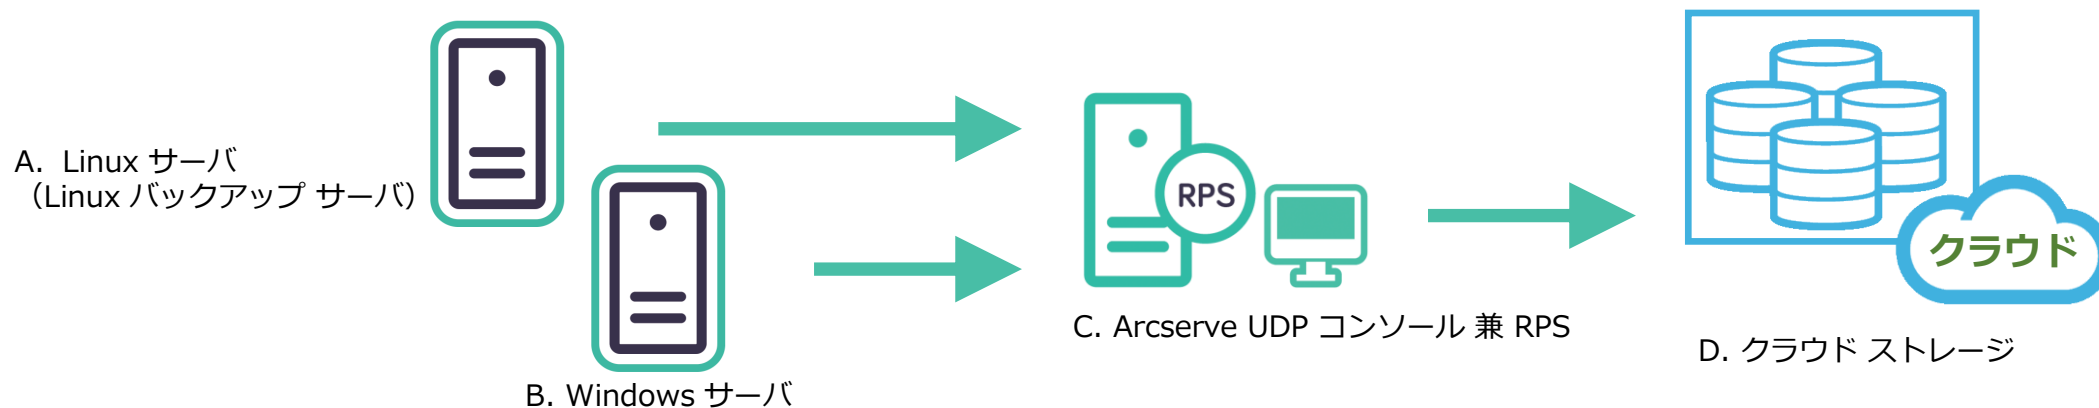 A. Linux サーバ
（Linux バックアップ サーバ）
B. Windows サーバ
RPS
C. Arcserve UDP コンソール 兼 RPS
クラウド
D. クラウド ストレージ